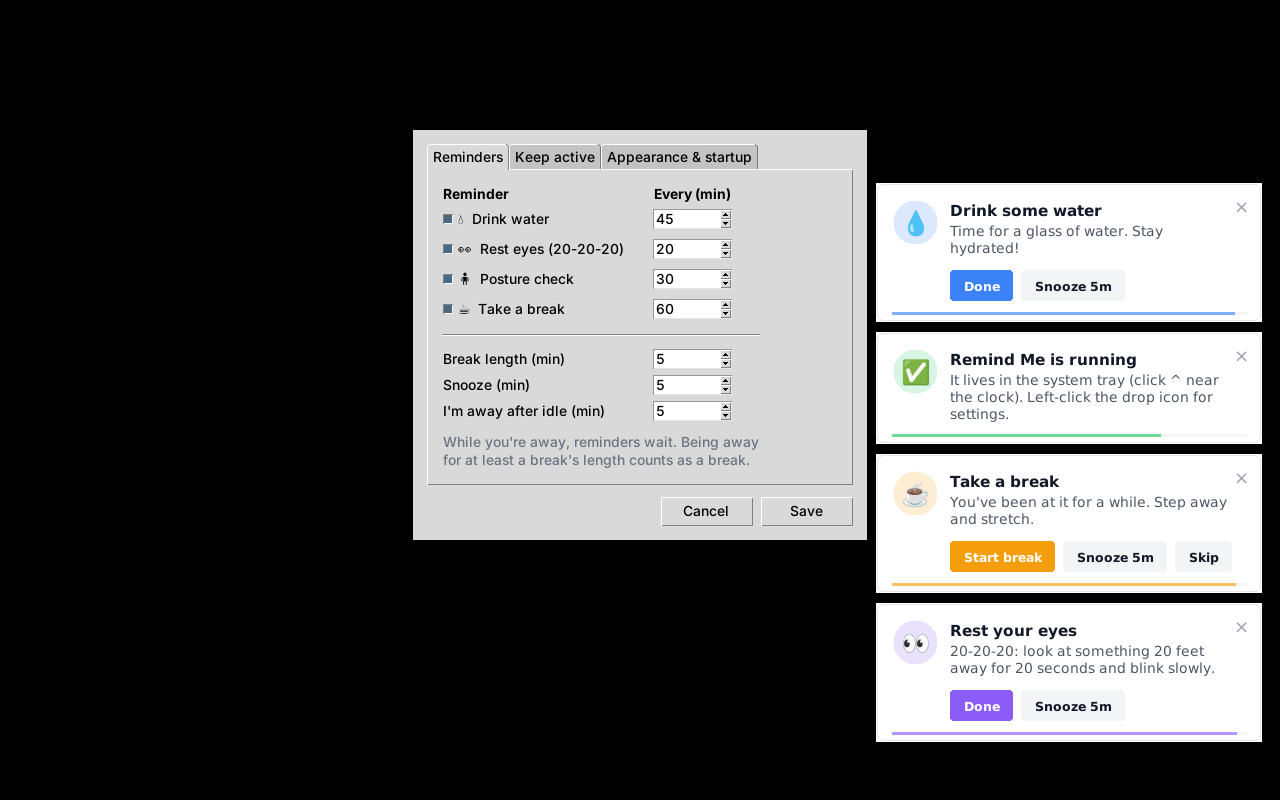 Reminders Keep active Appearance & startup
Reminder Every (min)
Drink water 45
Rest eyes (20-20-20) 20
Posture check 30
Take a break 60
Break length (min) 5
Snooze (min) 5
I'm away after idle (min) 5
While you're away, reminders wait. Being away
for at least a break's length counts as a break.
Cancel Save
Drink some water
Time for a glass of water. Stay
hydrated!
Done Snooze 5m
Remind Me is running
It lives in the system tray (click ^ near
the clock). Left-click the drop icon for
settings.
Take a break
You've been at it for a while. Step away
and stretch.
Start break Snooze 5m Skip
Rest your eyes
20-20-20: look at something 20 feet
away for 20 seconds and blink slowly.
Done Snooze 5m